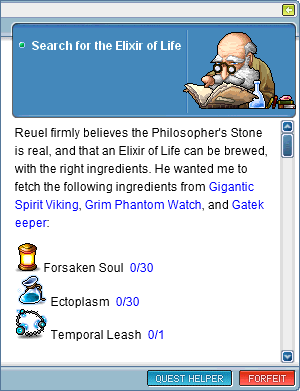 Search for the Elixir of Life
Reuel firmly believes the Philosopher's Stone
is real, and that an Elixir of Life can be brewed,
with the right ingredients. He wanted me to
fetch the following ingredients from Gigantic
Spirit Viking, Grim Phantom Watch, and Gatek
eeper:
Forsaken Soul 0/30
Ectoplasm 0/30
Temporal Leash 0/1
QUEST HELPER FORFEIT